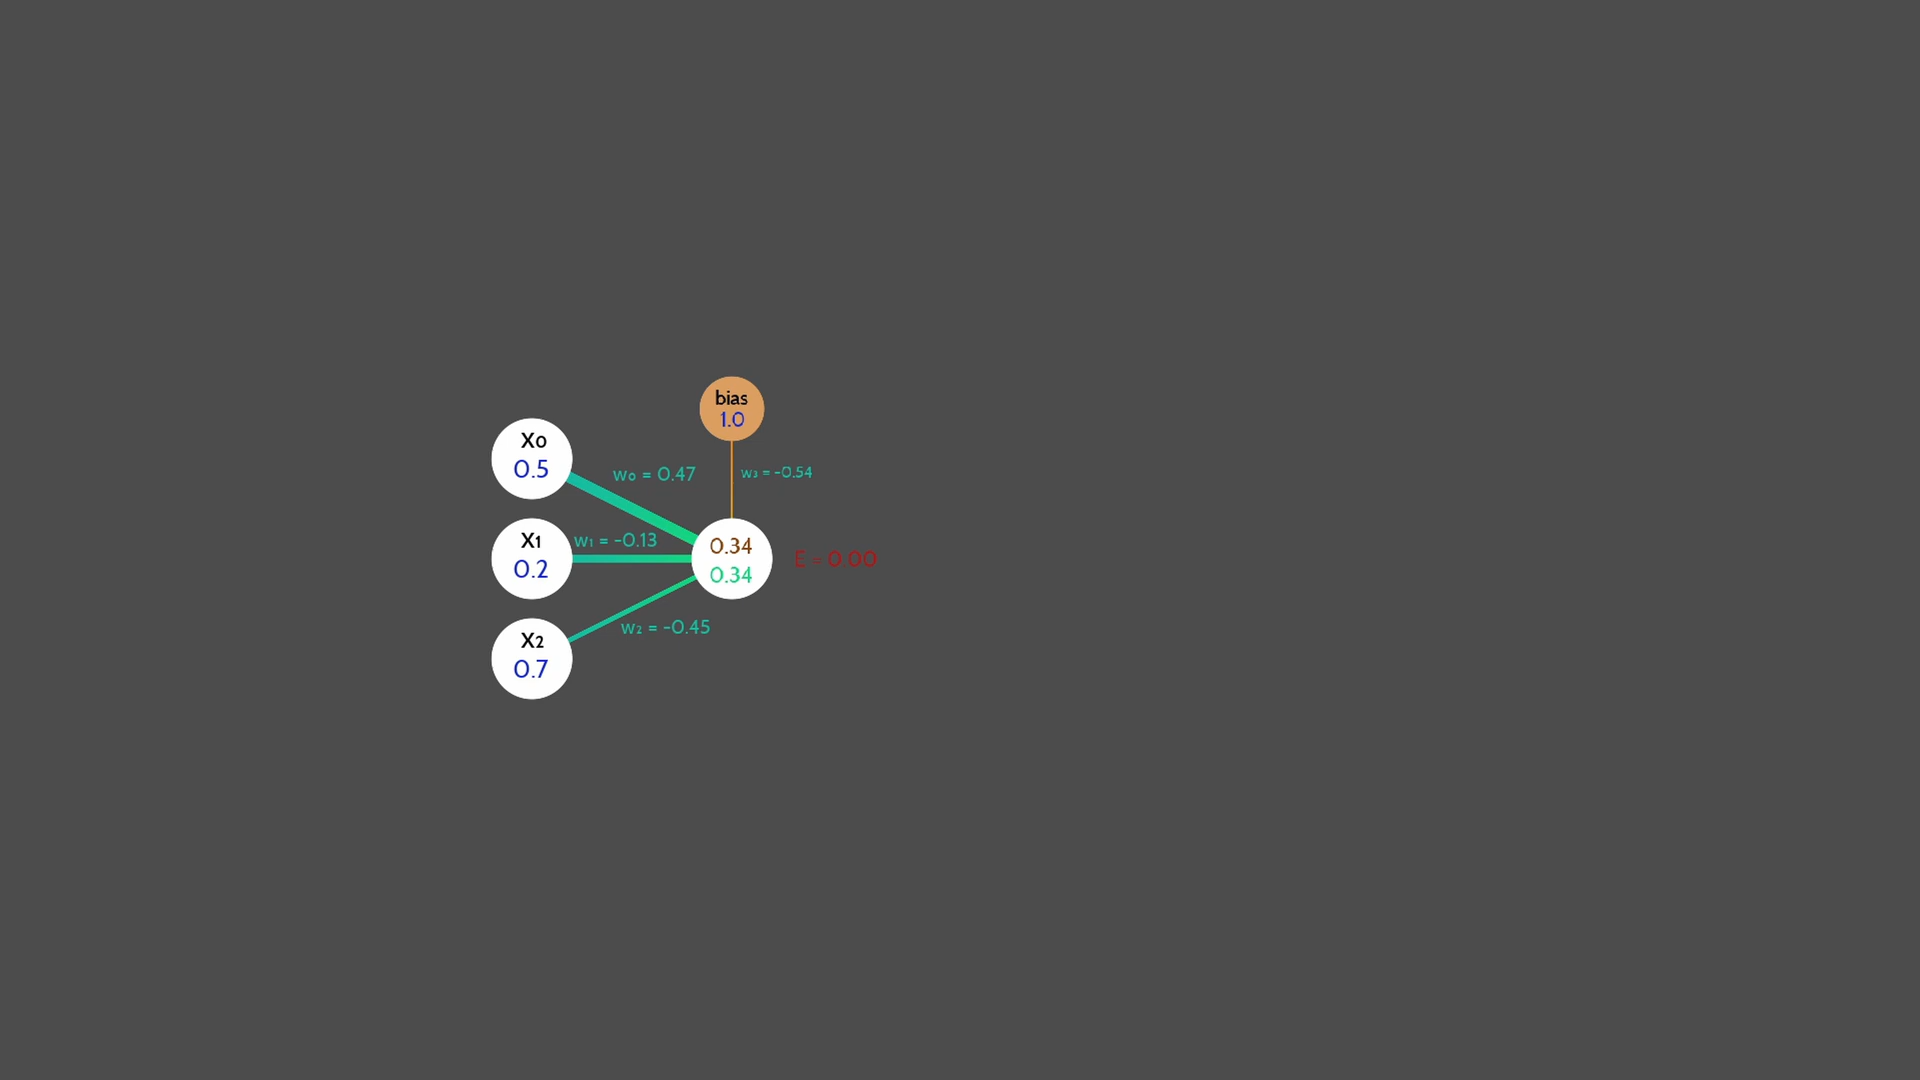 bias
1.0
X0
0.5
w0 = 0.47
w3 = -0.54
X1
0.2
w1 = -0.13
0.34
0.34
E = 0.00
X2
0.7
w2 = -0.45